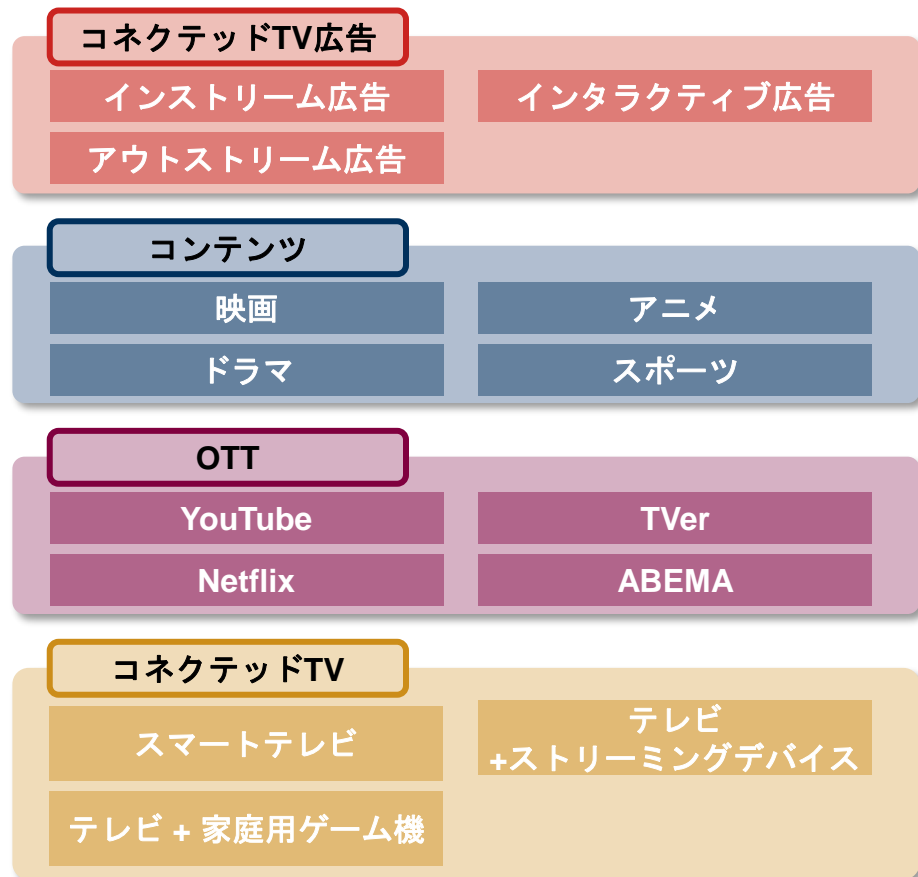 コネクテッドTV広告
インストリーム広告
インタラクティブ広告
アウトストリーム広告
コンテンツ
映画
アニメ
ドラマ
スポーツ
OTT
YouTube
TVer
Netflix
ABEMA
コネクテッドTV
スマートテレビ
テレビ
+ストリーミングデバイス
テレビ + 家庭用ゲーム機